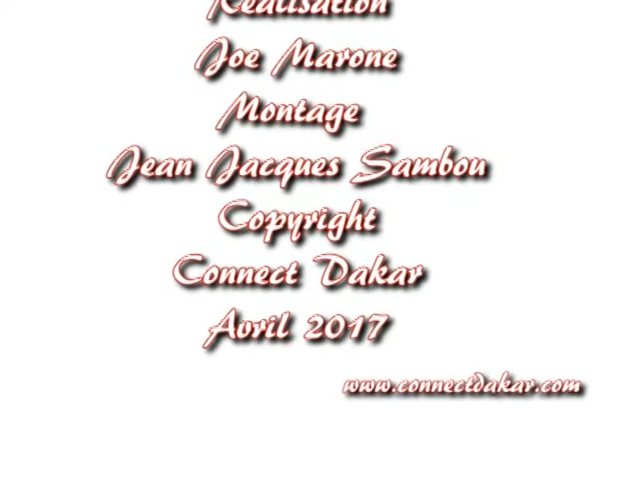 Réalisation
Joe Marone
Montage
Jean Jacques Sambou
Copyright
Connect Dakar
Avril 2017
www.connectdakar.com